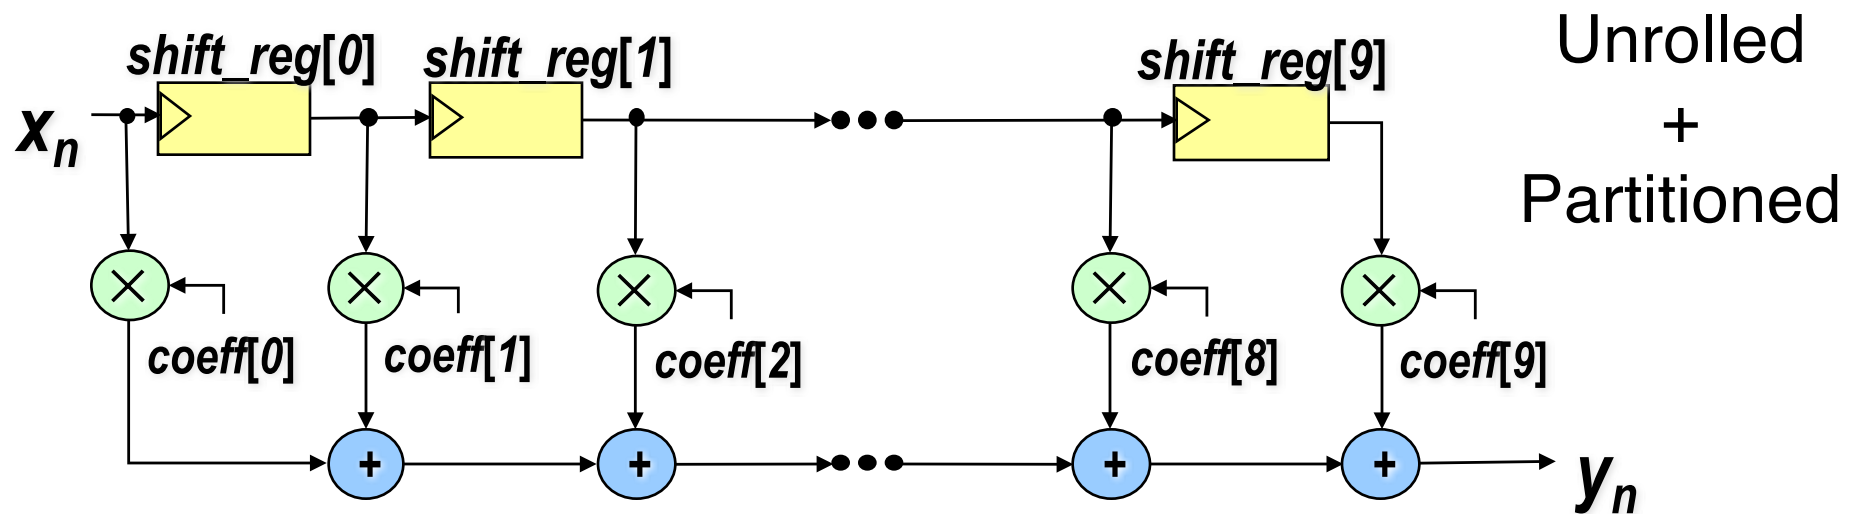 shift_reg[0]
shift_reg[1]
shift_reg[9]
Unrolled
+
Partitioned
xn
coeff[0]
coeff[1]
coeff[2]
coeff[8]
coeff[9]
+
+
+
+
yn